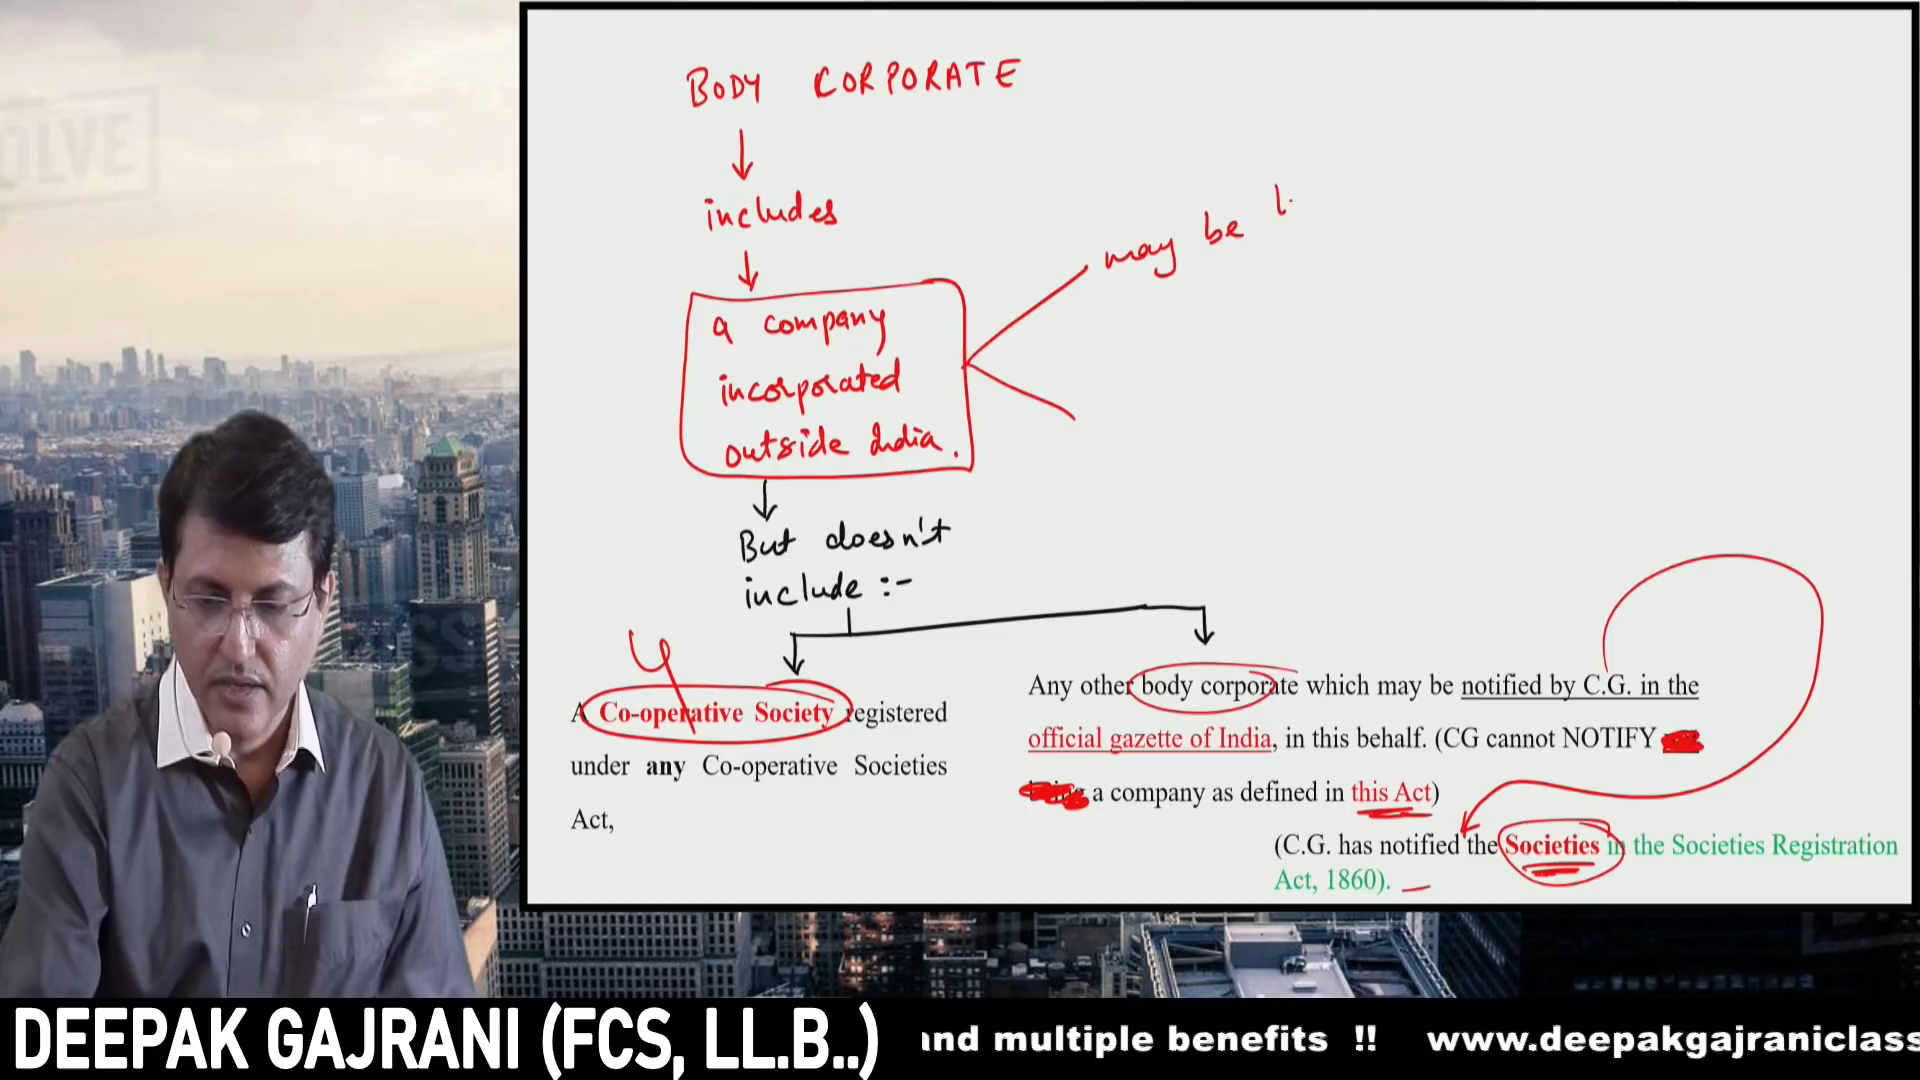 OLVE
BODY CORPORATE
includes
a company
incorporated
outside India.
may be
But doesn't
include :-
A Co-operative Society registered
under any Co-operative Societies
Act,
Any other body corporate which may be notified by C.G. in the
official gazette of India, in this behalf. (CG cannot NOTIFY
a company as defined in this Act)
(C.G. has notified the Societies in the Societies Registration
Act, 1860).
DEEPAK GAJRANI (FCS, LL.B..)
and multiple benefits !! www.deepakgajraniclass